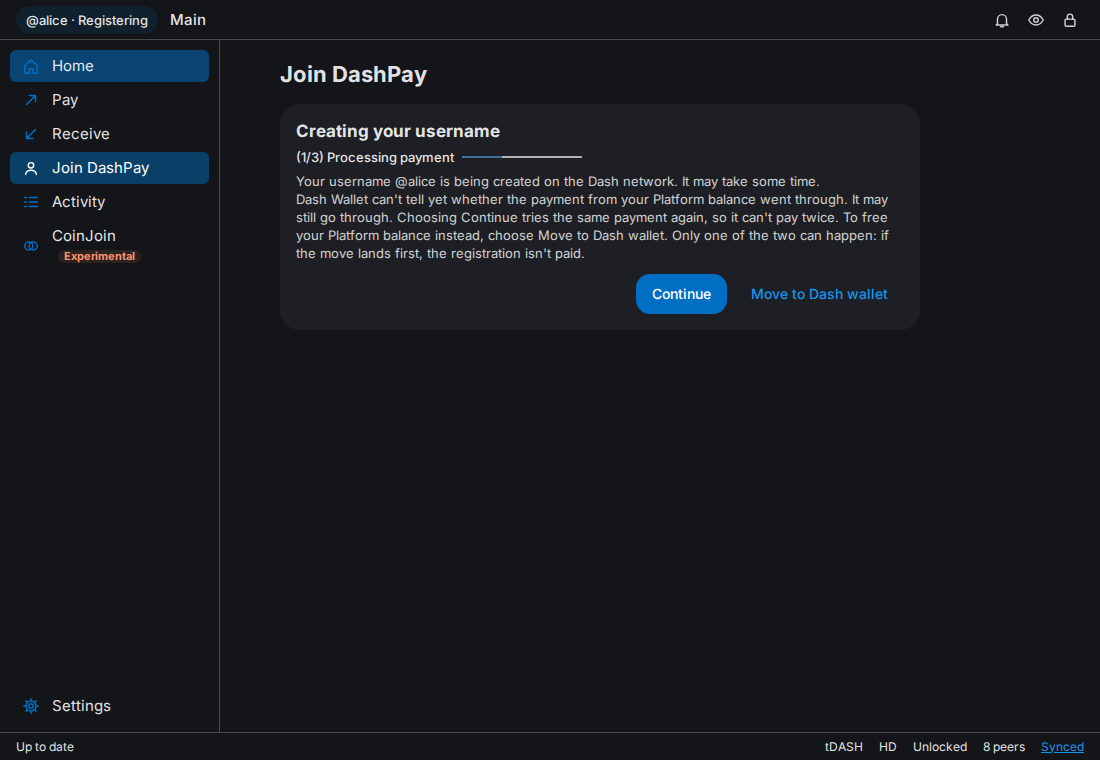 @alice · Registering
Main
Home
Pay
Receive
Join DashPay
Activity
CoinJoin
Experimental
Settings
Join DashPay
Creating your username
(1/3) Processing payment
Your username @alice is being created on the Dash network. It may take some time.
Dash Wallet can't tell yet whether the payment from your Platform balance went through. It may
still go through. Choosing Continue tries the same payment again, so it can't pay twice. To free
your Platform balance instead, choose Move to Dash wallet. Only one of the two can happen: if
the move lands first, the registration isn't paid.
Continue
Move to Dash wallet
Up to date
tDASH
HD
Unlocked
8 peers
Synced